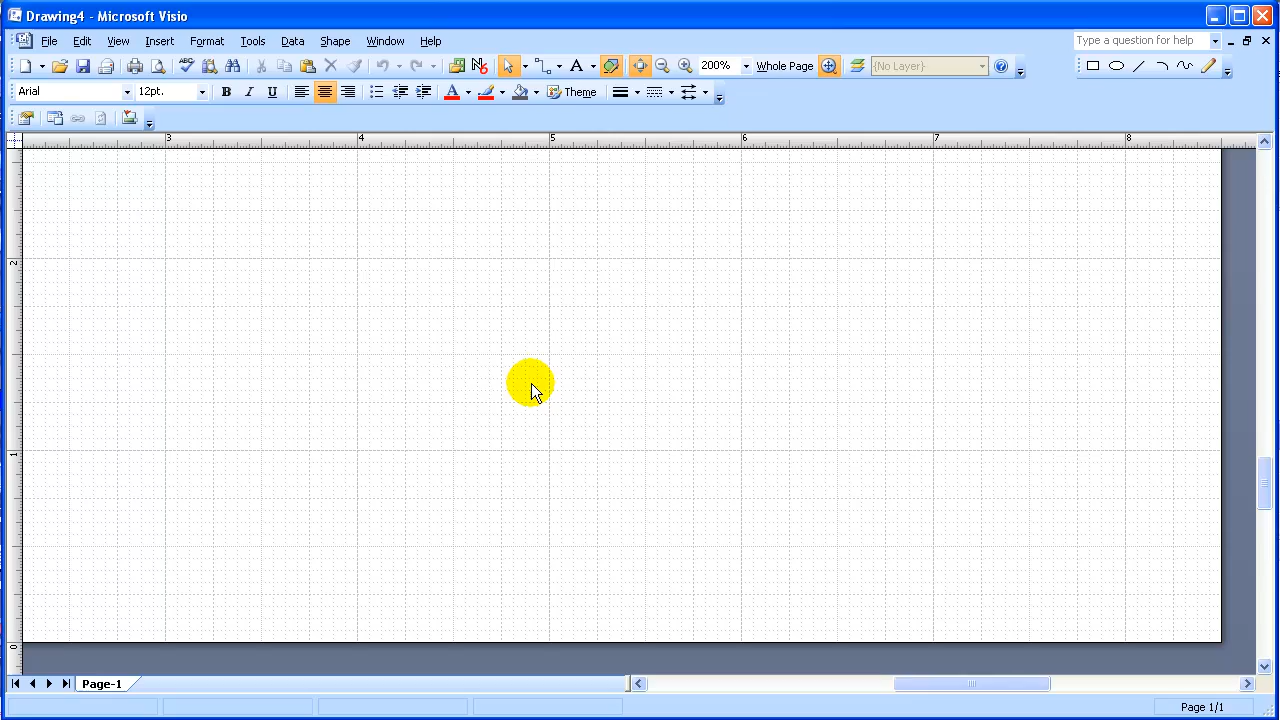 Drawing4 - Microsoft Visio
File Edit View Insert Format Tools Data Shape Window Help Type a question for help
200% Whole Page {No Layer}
Arial 12pt. B I U A Theme
3 4 5 6 7 8
2
1
0
Page-1
Page 1/1